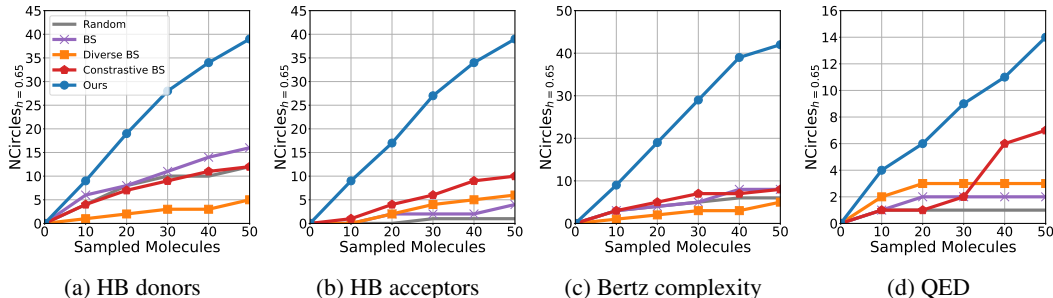 45
40
35
30
25
20
15
10
5
0
NCircles_{h = 0.65}
Random
BS
Diverse BS
Constrastive BS
Ours
0 10 20 30 40 50
Sampled Molecules
(a) HB donors
45
40
35
30
25
20
15
10
5
0
NCircles_{h = 0.65}
0 10 20 30 40 50
Sampled Molecules
(b) HB acceptors
50
40
30
20
10
0
NCircles_{h = 0.65}
0 10 20 30 40 50
Sampled Molecules
(c) Bertz complexity
16
14
12
10
8
6
4
2
0
NCircles_{h = 0.65}
0 10 20 30 40 50
Sampled Molecules
(d) QED